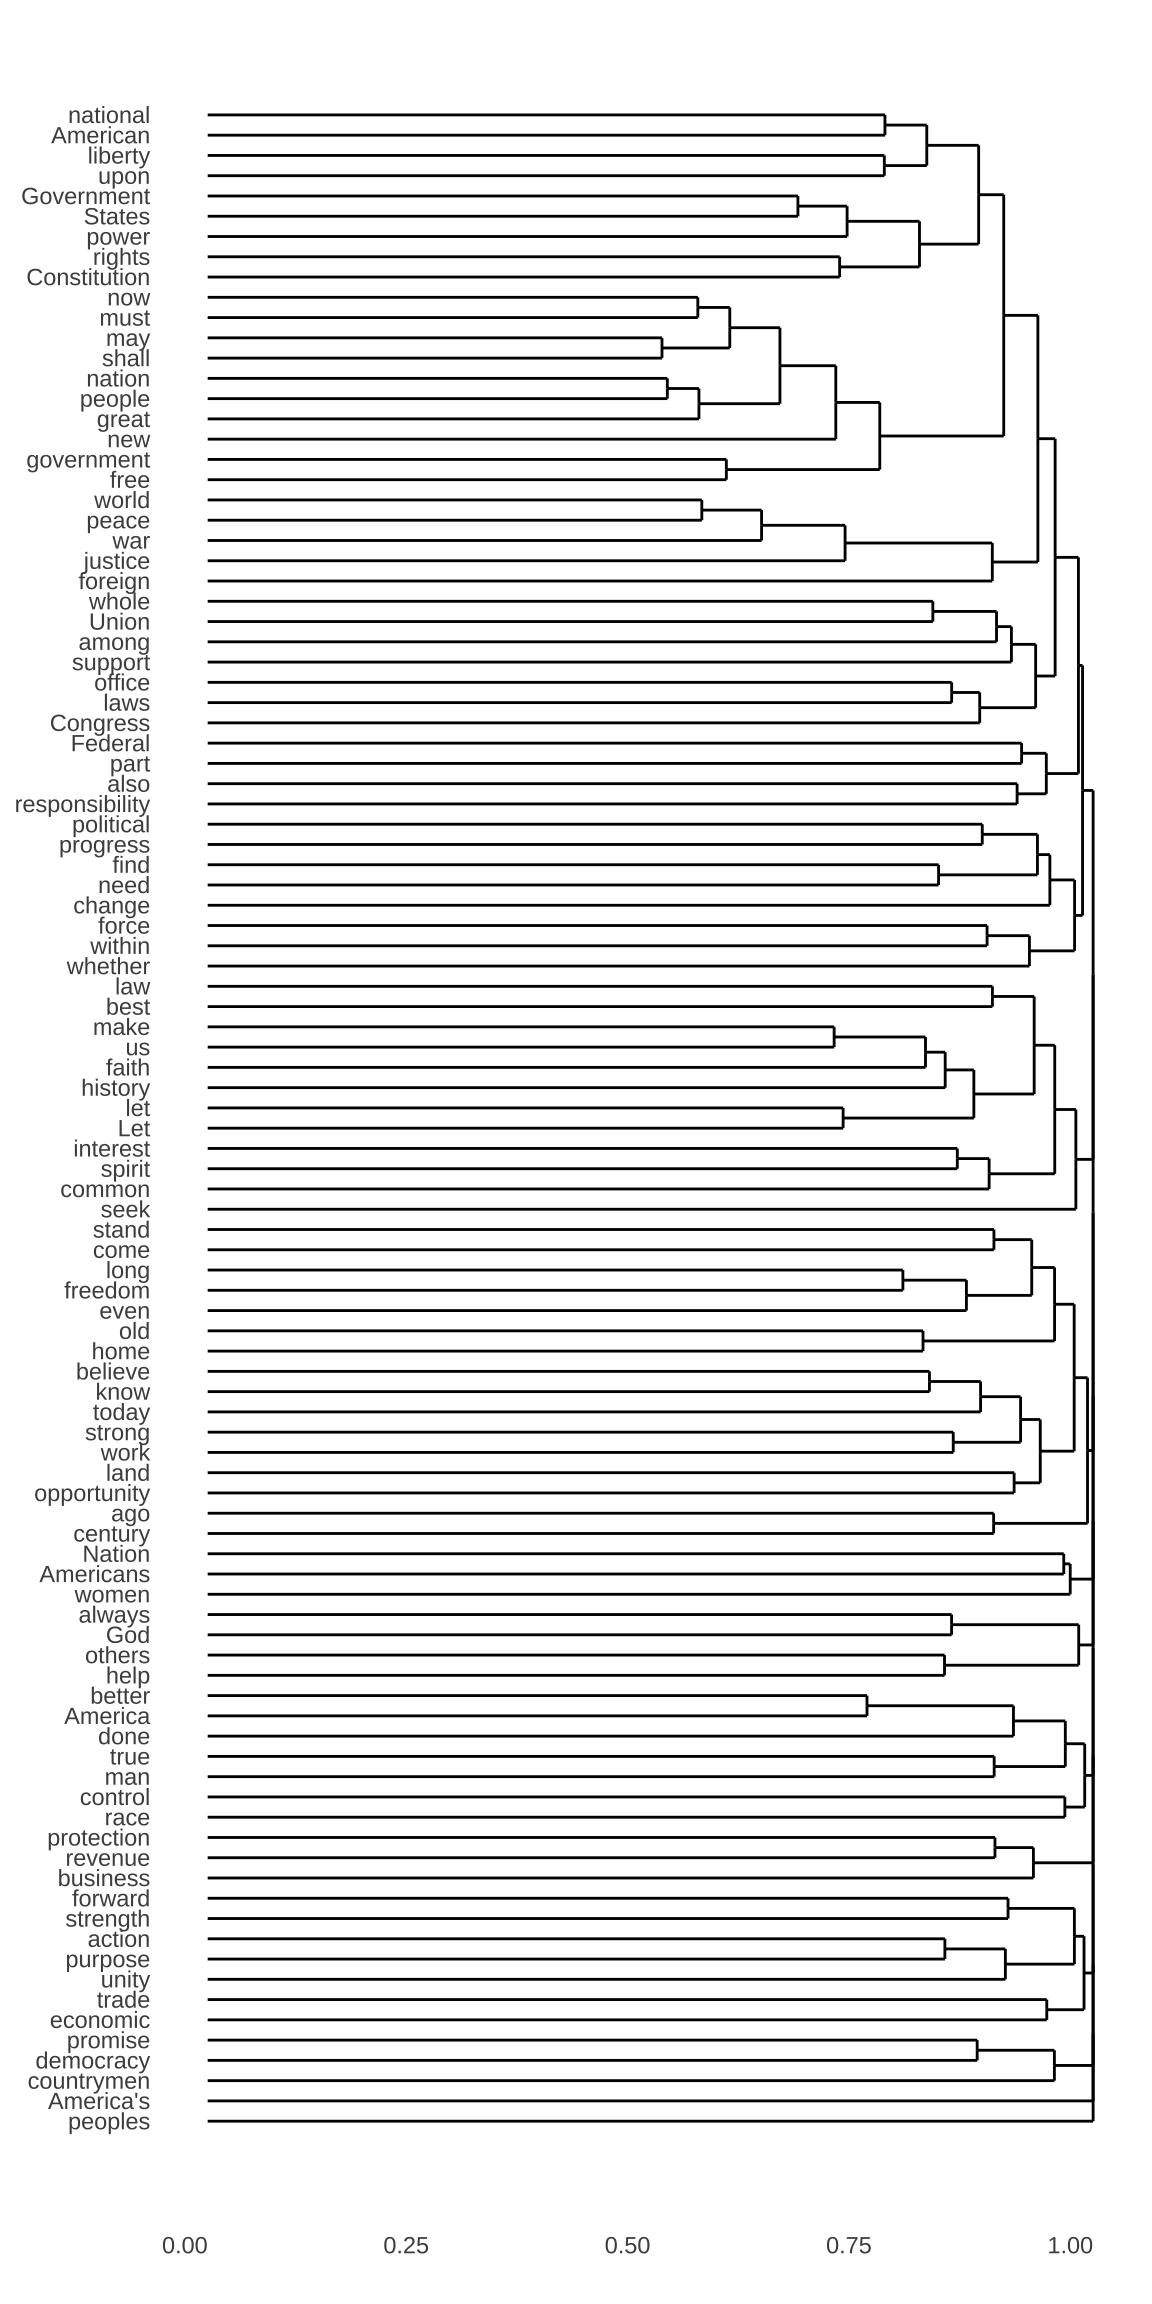 national
American
liberty
upon
Government
States
power
rights
Constitution
now
must
may
shall
nation
people
great
new
government
free
world
peace
war
justice
foreign
whole
Union
among
support
office
laws
Congress
Federal
part
also
responsibility
political
progress
find
need
change
force
within
whether
law
best
make
us
faith
history
let
Let
interest
spirit
common
seek
stand
come
long
freedom
even
old
home
believe
know
today
strong
work
land
opportunity
ago
century
Nation
Americans
women
always
God
others
help
better
America
done
true
man
control
race
protection
revenue
business
forward
strength
action
purpose
unity
trade
economic
promise
democracy
countrymen
America's
peoples
0.00 0.25 0.50 0.75 1.00